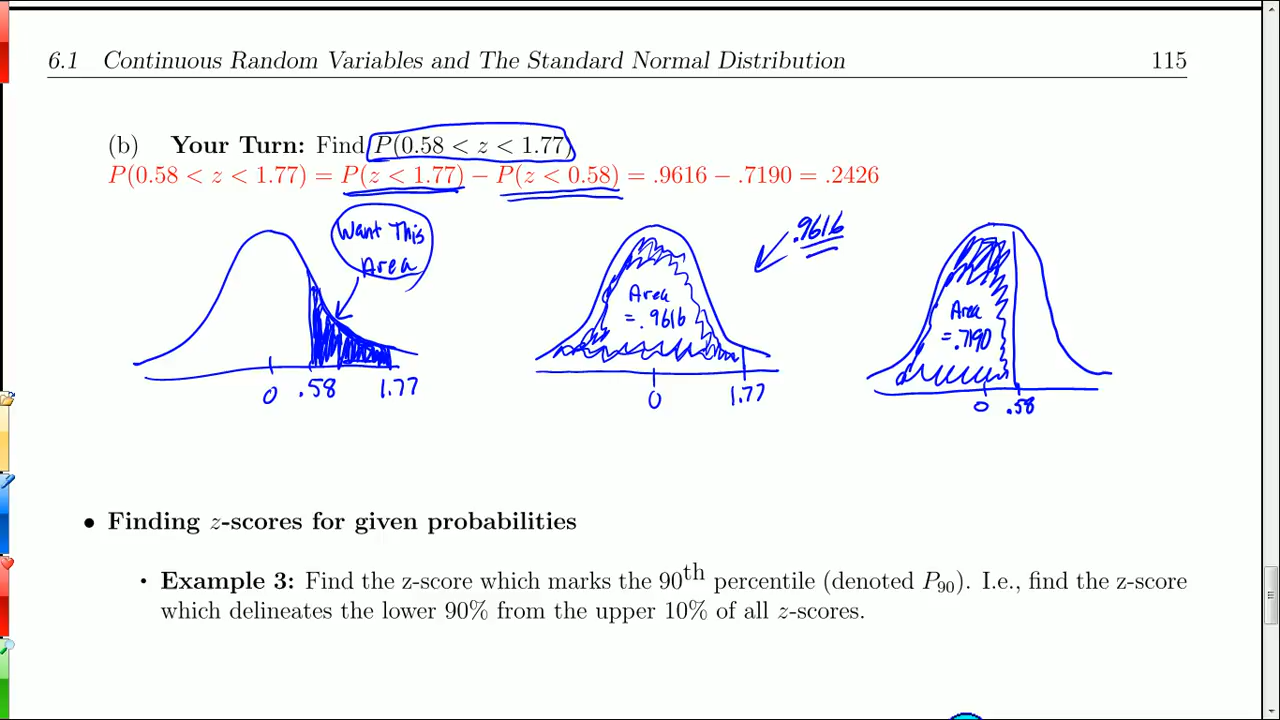 6.1 Continuous Random Variables and The Standard Normal Distribution 115
(b) Your Turn: Find P(0.58 < z < 1.77)
P(0.58 < z < 1.77) = P(z < 1.77) − P(z < 0.58) = .9616 − .7190 = .2426
Want This
Area
0 .58 1.77
.9616
Area
= .9616
0 1.77
Area
= .7190
0 .58
• Finding z-scores for given probabilities
• Example 3: Find the z-score which marks the 90th percentile (denoted P90). I.e., find the z-score
which delineates the lower 90% from the upper 10% of all z-scores.